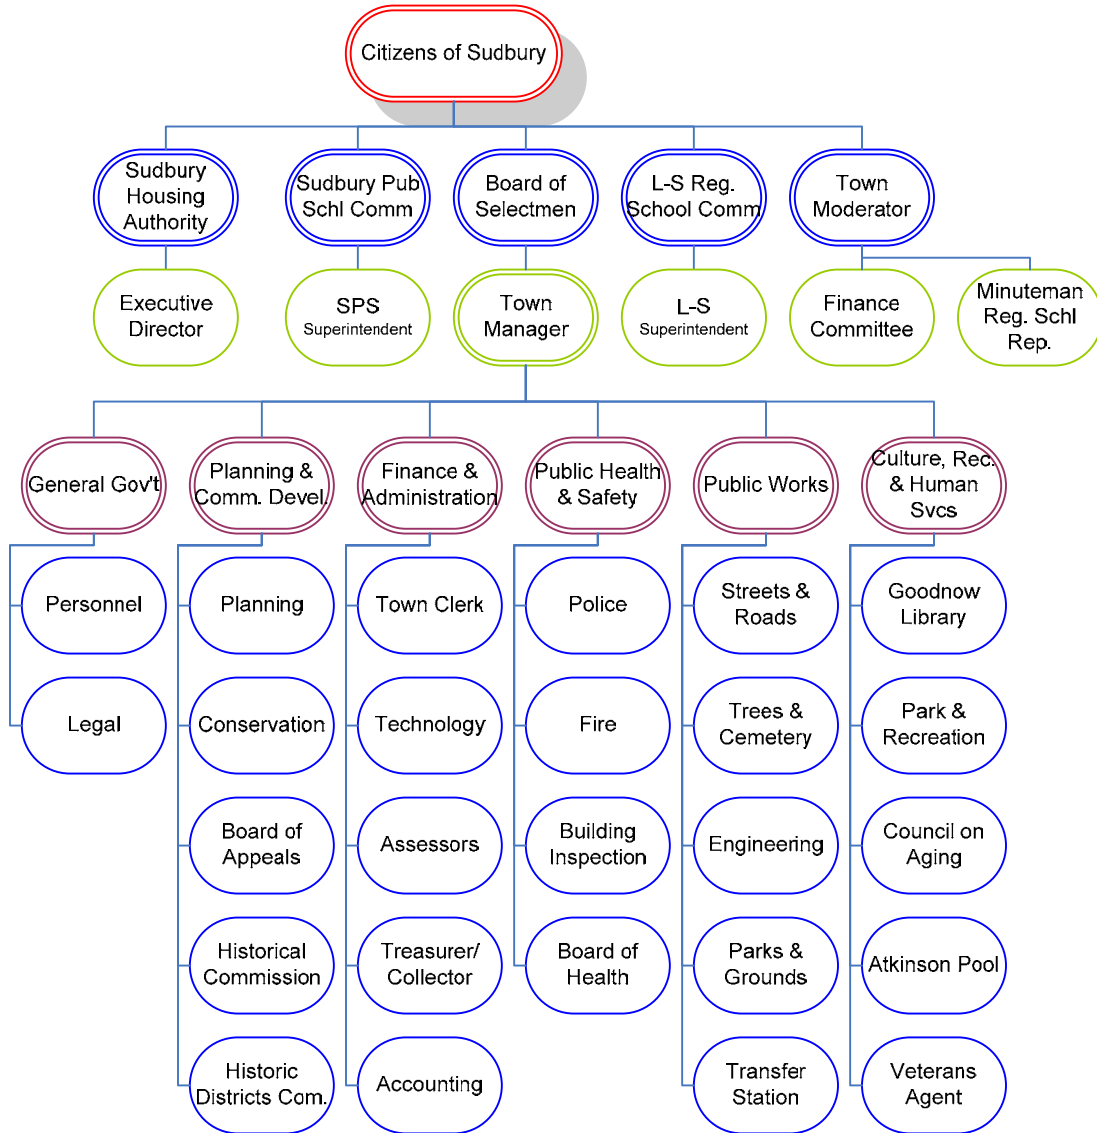 Citizens of Sudbury
Sudbury
Housing
Authority
Sudbury Pub
Schl Comm
Board of
Selectmen
L-S Reg.
School Comm
Town
Moderator
Executive
Director
SPS
Superintendent
Town
Manager
L-S
Superintendent
Finance
Committee
Minuteman
Reg. Schl
Rep.
General Gov't
Planning &
Comm. Devel.
Finance &
Administration
Public Health
& Safety
Public Works
Culture, Rec.
& Human
Svcs
Personnel
Planning
Town Clerk
Police
Streets &
Roads
Goodnow
Library
Legal
Conservation
Technology
Fire
Trees &
Cemetery
Park &
Recreation
Board of
Appeals
Assessors
Building
Inspection
Engineering
Council on
Aging
Historical
Commission
Treasurer/
Collector
Board of
Health
Parks &
Grounds
Atkinson Pool
Historic
Districts Com.
Accounting
Transfer
Station
Veterans
Agent